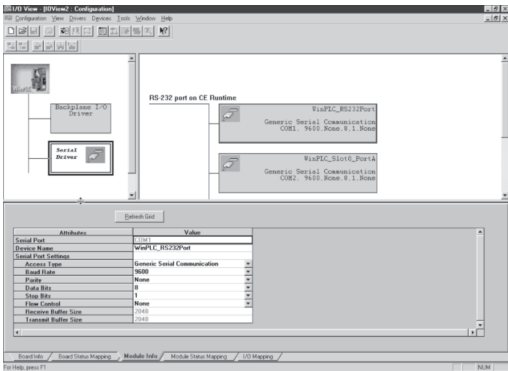 I/O View - [IOView2 : Configuration]
Configuration View Drivers Devices Tools Window Help
WinPLC
Backplane I/O
Driver
Serial
Driver
RS-232 port on CE Runtime
WinPLC_RS232Port
Generic Serial Communication
COM1, 9600,None,8,1,None
WinPLC_Slot0_PortA
Generic Serial Communication
COM2, 9600,None,8,1,None
Refresh Grid
Attributes Value
Serial Port COM1
Device Name WinPLC_RS232Port
Serial Port Settings
Access Type Generic Serial Communication
Baud Rate 9600
Parity None
Data Bits 8
Stop Bits 1
Flow Control None
Receive Buffer Size 2048
Transmit Buffer Size 2048
Board Info Board Status Mapping Module Info Module Status Mapping I/O Mapping
For Help, press F1 NUM